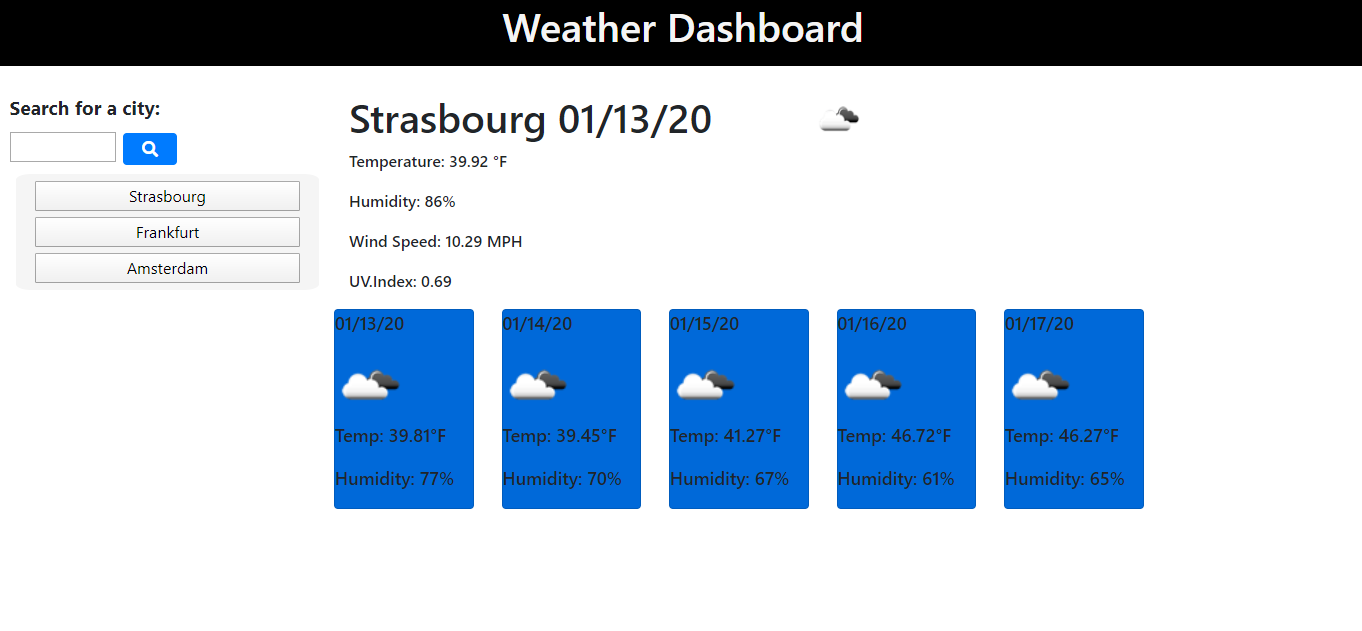 Weather Dashboard
Search for a city:
Strasbourg
Frankfurt
Amsterdam
Strasbourg 01/13/20
Temperature: 39.92 °F
Humidity: 86%
Wind Speed: 10.29 MPH
UV.Index: 0.69
01/13/20
Temp: 39.81°F
Humidity: 77%
01/14/20
Temp: 39.45°F
Humidity: 70%
01/15/20
Temp: 41.27°F
Humidity: 67%
01/16/20
Temp: 46.72°F
Humidity: 61%
01/17/20
Temp: 46.27°F
Humidity: 65%